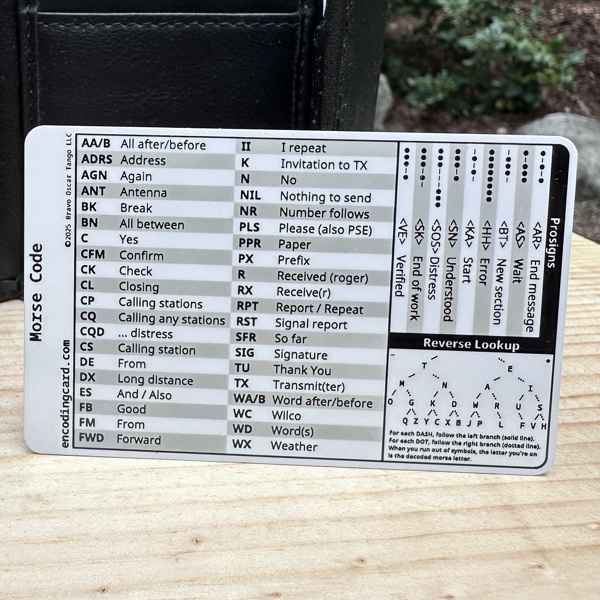 ©2025 Bravo Oscar Tango LLC
Morse Code
encodingcard.com
AA/B All after/before
ADRS Address
AGN Again
ANT Antenna
BK Break
BN All between
C Yes
CFM Confirm
CK Check
CL Closing
CP Calling stations
CQ Calling any stations
CQD ... distress
CS Calling station
DE From
DX Long distance
ES And / Also
FB Good
FM From
FWD Forward
II I repeat
K Invitation to TX
N No
NIL Nothing to send
NR Number follows
PLS Please (also PSE)
PPR Paper
PX Prefix
R Received (roger)
RX Receive(r)
RPT Report / Repeat
RST Signal report
SFR So far
SIG Signature
TU Thank You
TX Transmit(ter)
WA/B Word after/before
WC Wilco
WD Word(s)
WX Weather
Prosigns
<AR> End message
<AS> Wait
<BT> New section
<HH> Error
<KA> Start
<SN> Understood
<SOS> Distress
<SK> End of work
<VE> Verified
Reverse Lookup
T E
M N A I
O G K D W R U S
Q Z Y C X B J P L F V H
For each DASH, follow the left branch (solid line).
For each DOT, follow the right branch (dotted line).
When you run out of symbols, the letter you're on
is the decoded morse letter.